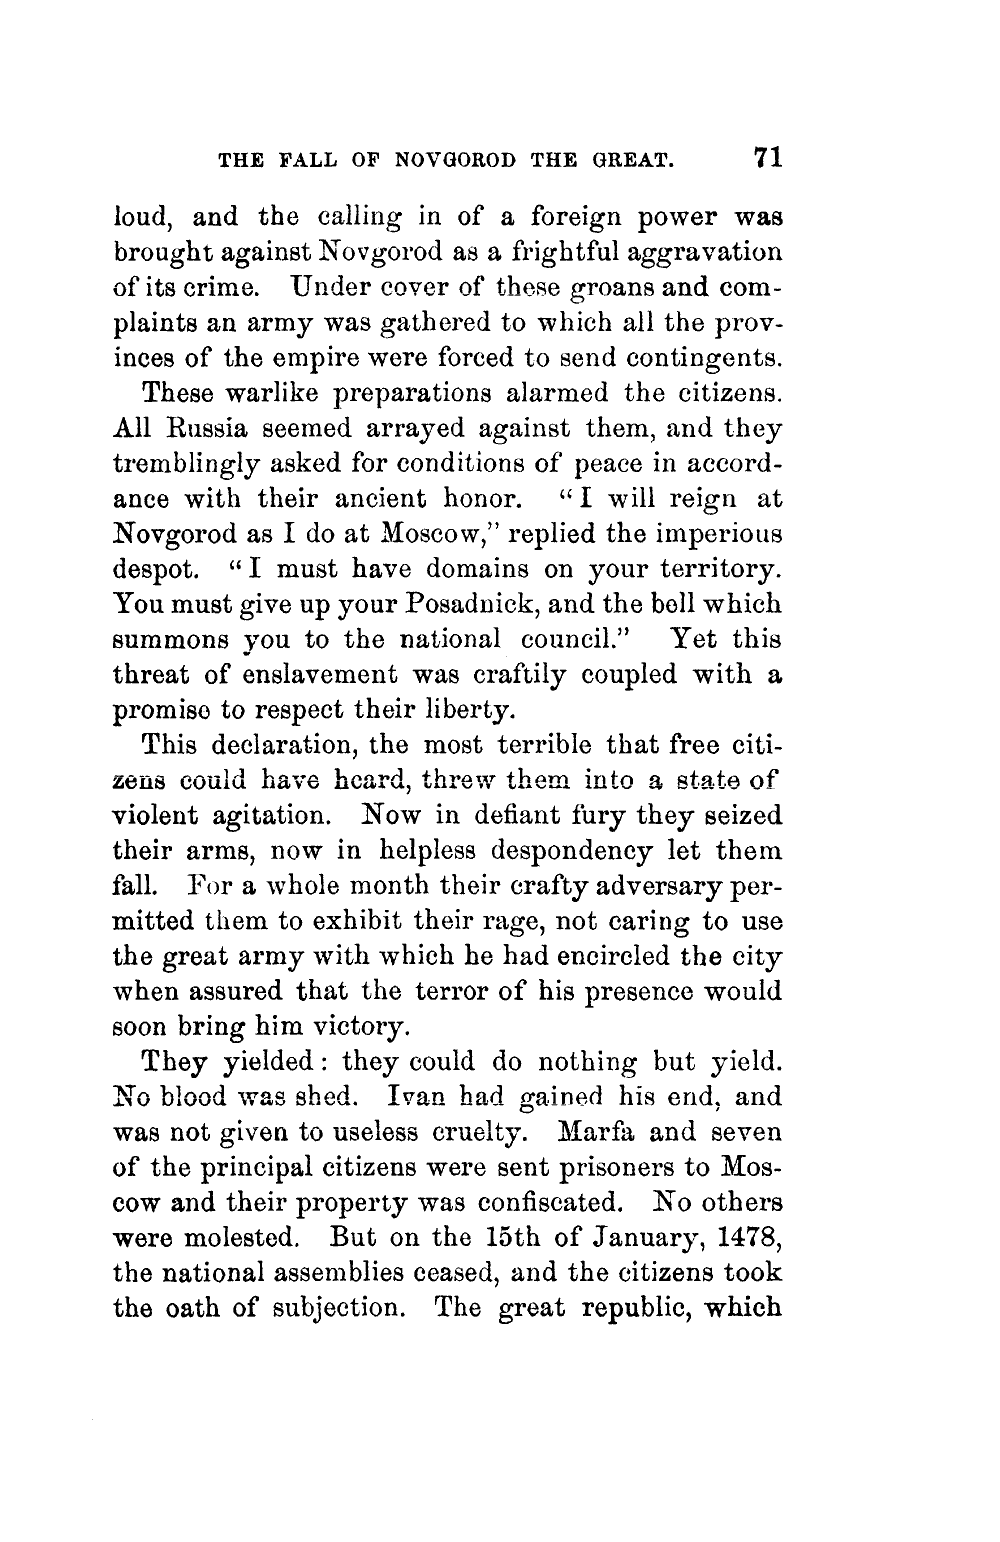 THE FALL OF NOVGOROD THE GREAT. 71
loud, and the calling in of a foreign power was
brought against Novgorod as a frightful aggravation
of its crime. Under cover of these groans and com-
plaints an army was gathered to which all the prov-
inces of the empire were forced to send contingents.
These warlike preparations alarmed the citizens.
All Russia seemed arrayed against them, and they
tremblingly asked for conditions of peace in accord-
ance with their ancient honor. “I will reign at
Novgorod as I do at Moscow,” replied the imperious
despot. “I must have domains on your territory.
You must give up your Posadnick, and the bell which
summons you to the national council.” Yet this
threat of enslavement was craftily coupled with a
promise to respect their liberty.
This declaration, the most terrible that free citi-
zens could have heard, threw them into a state of
violent agitation. Now in defiant fury they seized
their arms, now in helpless despondency let them
fall. For a whole month their crafty adversary per-
mitted them to exhibit their rage, not caring to use
the great army with which he had encircled the city
when assured that the terror of his presence would
soon bring him victory.
They yielded: they could do nothing but yield.
No blood was shed. Ivan had gained his end, and
was not given to useless cruelty. Marfa and seven
of the principal citizens were sent prisoners to Mos-
cow and their property was confiscated. No others
were molested. But on the 15th of January, 1478,
the national assemblies ceased, and the citizens took
the oath of subjection. The great republic, which